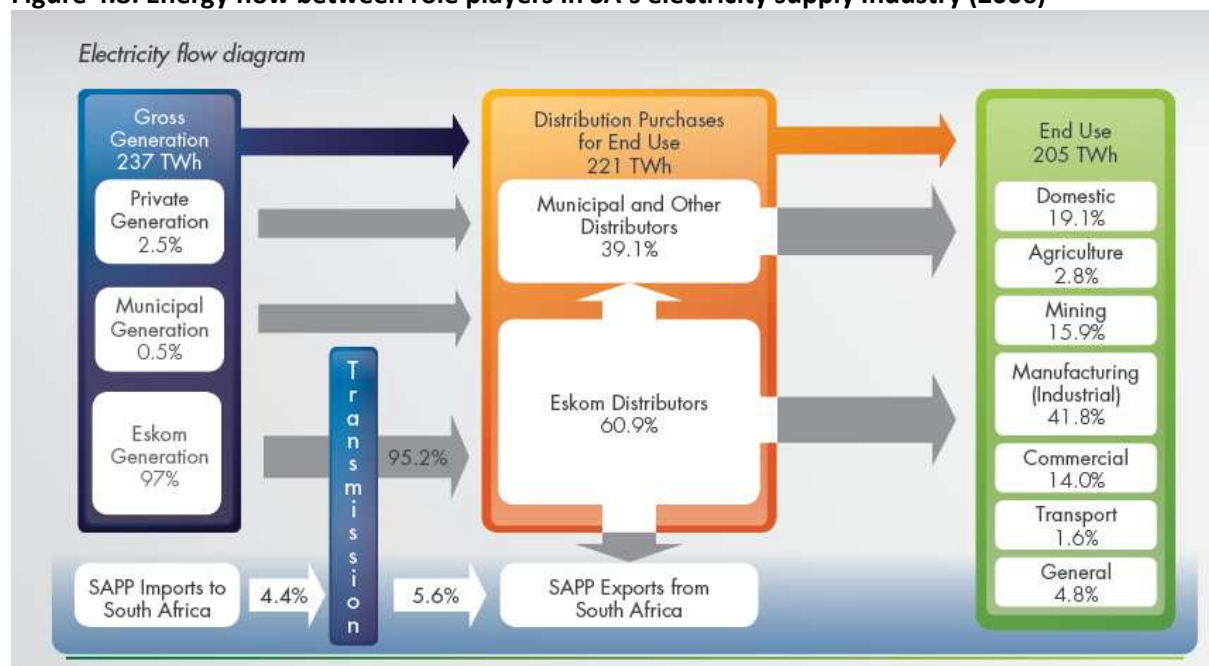 Electricity flow diagram
Gross
Generation
237 TWh
Private
Generation
2.5%
Municipal
Generation
0.5%
Eskom
Generation
97%
SAPP Imports to
South Africa
4.4%
Transmission
95.2%
5.6%
Distribution Purchases
for End Use
221 TWh
Municipal and Other
Distributors
39.1%
Eskom Distributors
60.9%
SAPP Exports from
South Africa
End Use
205 TWh
Domestic
19.1%
Agriculture
2.8%
Mining
15.9%
Manufacturing
(Industrial)
41.8%
Commercial
14.0%
Transport
1.6%
General
4.8%